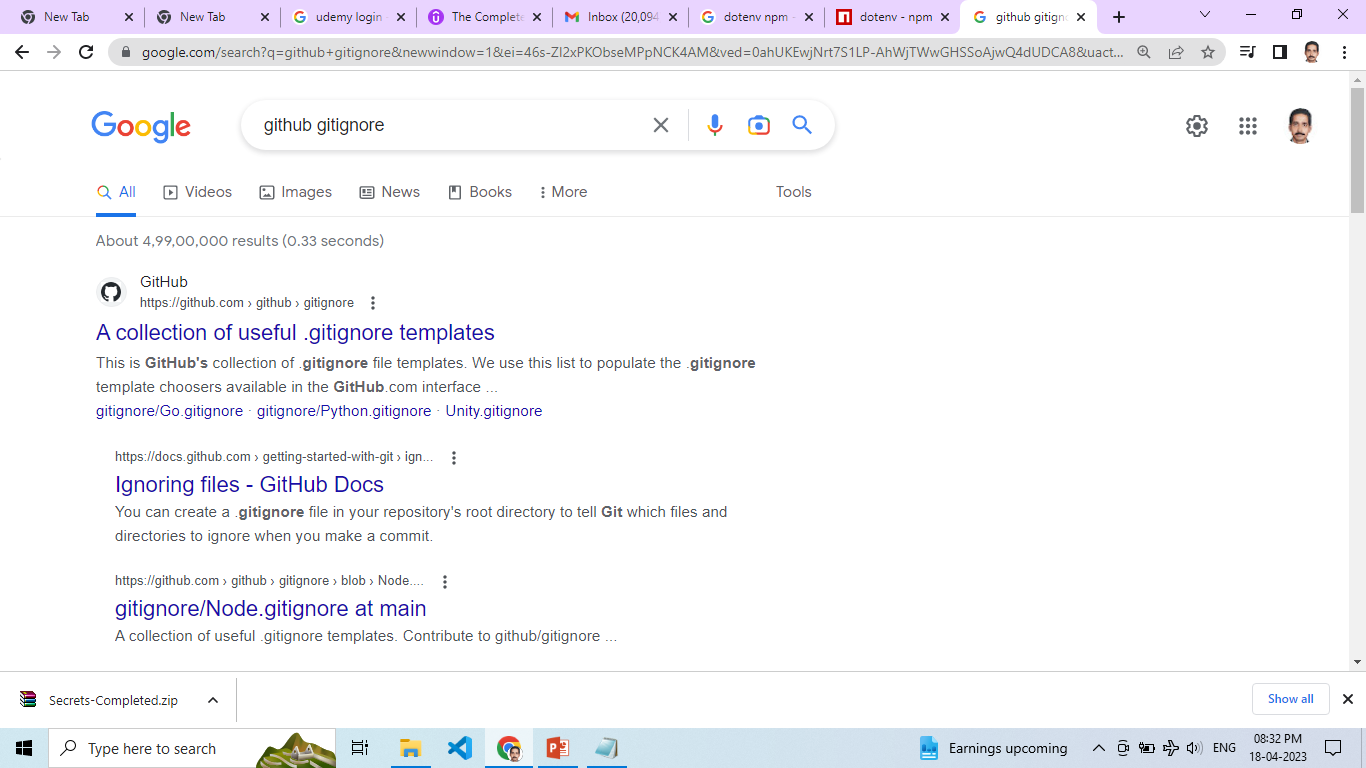 New Tab
New Tab
udemy login
The Complete
Inbox (20,094
dotenv npm
dotenv - npm
github gitign
google.com/search?q=github+gitignore&newwindow=1&ei=46s-ZI2xPKObseMPpNCK4AM&ved=0ahUKEwjNrt7S1LP-AhWjTWwGHSSoAjwQ4dUDCA8&uact...
Google
github gitignore
All
Videos
Images
News
Books
More
Tools
About 4,99,00,000 results (0.33 seconds)
GitHub
https://github.com › github › gitignore
A collection of useful .gitignore templates
This is GitHub's collection of .gitignore file templates. We use this list to populate the .gitignore
template choosers available in the GitHub.com interface ...
gitignore/Go.gitignore · gitignore/Python.gitignore · Unity.gitignore
https://docs.github.com › getting-started-with-git › ign...
Ignoring files - GitHub Docs
You can create a .gitignore file in your repository's root directory to tell Git which files and
directories to ignore when you make a commit.
https://github.com › github › gitignore › blob › Node....
gitignore/Node.gitignore at main
A collection of useful .gitignore templates. Contribute to github/gitignore ...
Secrets-Completed.zip
Show all
Type here to search
Earnings upcoming
ENG
08:32 PM
18-04-2023